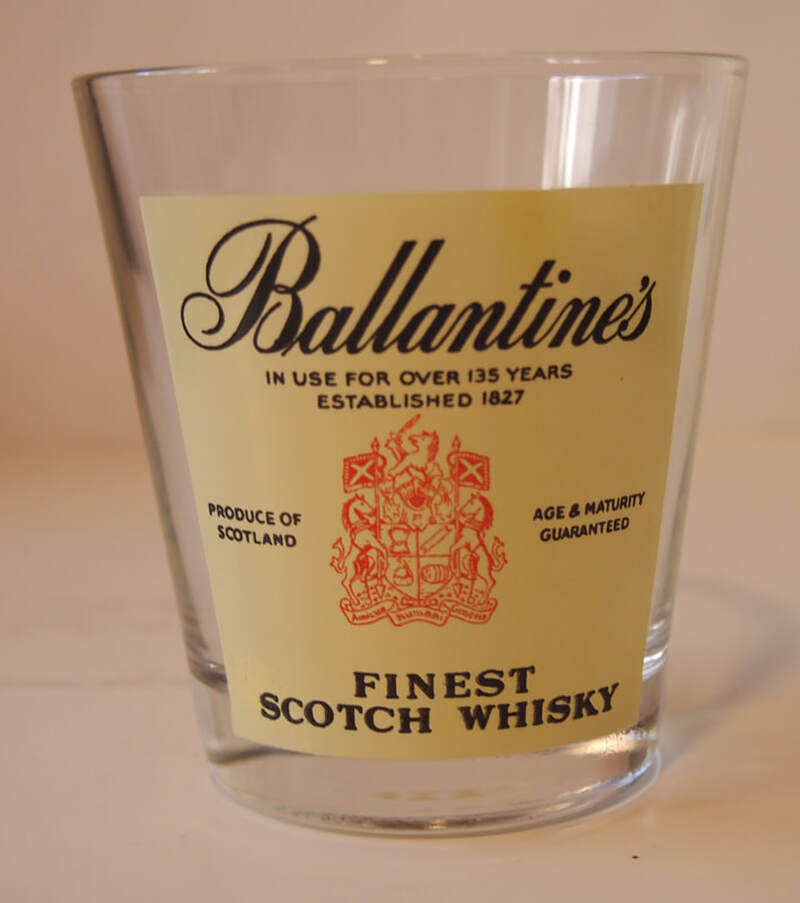 Ballantine's
IN USE FOR OVER 135 YEARS
ESTABLISHED 1827
PRODUCE OF
SCOTLAND
AGE & MATURITY
GUARANTEED
FINEST
SCOTCH WHISKY